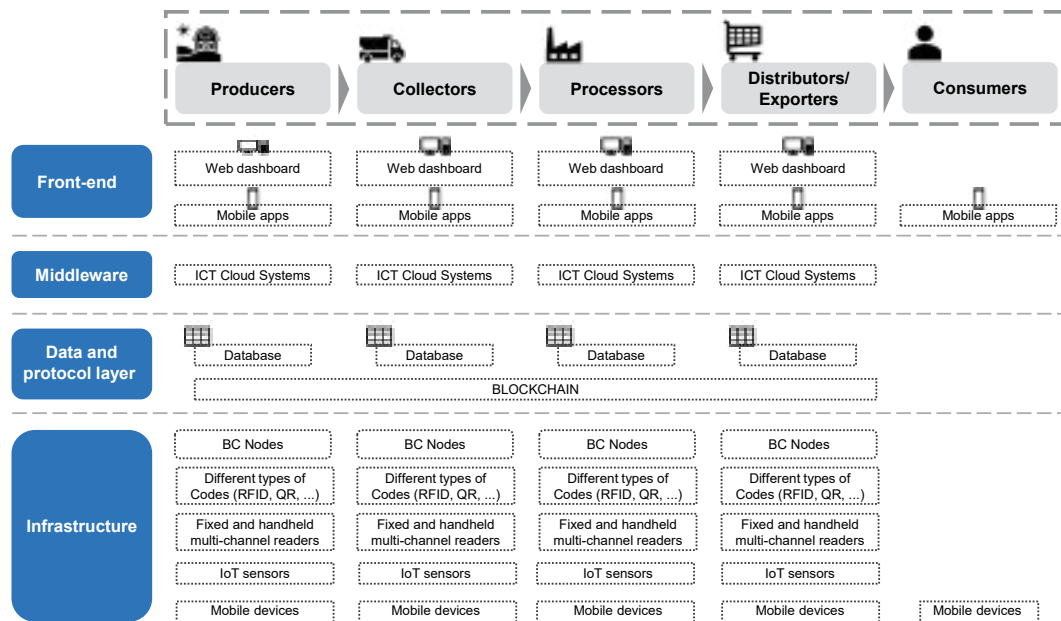 Producers
Collectors
Processors
Distributors/
Exporters
Consumers
Front-end
Web dashboard
Web dashboard
Web dashboard
Web dashboard
Mobile apps
Mobile apps
Mobile apps
Mobile apps
Mobile apps
Middleware
ICT Cloud Systems
ICT Cloud Systems
ICT Cloud Systems
ICT Cloud Systems
Data and
protocol layer
Database
Database
Database
Database
BLOCKCHAIN
Infrastructure
BC Nodes
BC Nodes
BC Nodes
BC Nodes
Different types of
Codes (RFID, QR, ...)
Different types of
Codes (RFID, QR, ...)
Different types of
Codes (RFID, QR, ...)
Different types of
Codes (RFID, QR, ...)
Fixed and handheld
multi-channel readers
Fixed and handheld
multi-channel readers
Fixed and handheld
multi-channel readers
Fixed and handheld
multi-channel readers
IoT sensors
IoT sensors
IoT sensors
IoT sensors
Mobile devices
Mobile devices
Mobile devices
Mobile devices
Mobile devices